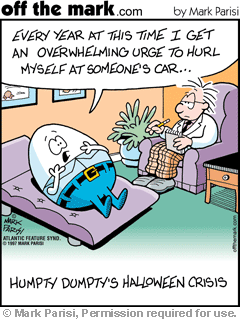 off the mark.com by Mark Parisi
EVERY YEAR AT THIS TIME I GET
AN OVERWHELMING URGE TO HURL
MYSELF AT SOMEONE'S CAR...
MARK
PARISI
ATLANTIC FEATURE SYND.
© 1997 MARK PARISI
offthemark.com
HUMPTY DUMPTY'S HALLOWEEN CRISIS
© Mark Parisi, Permission required for use.